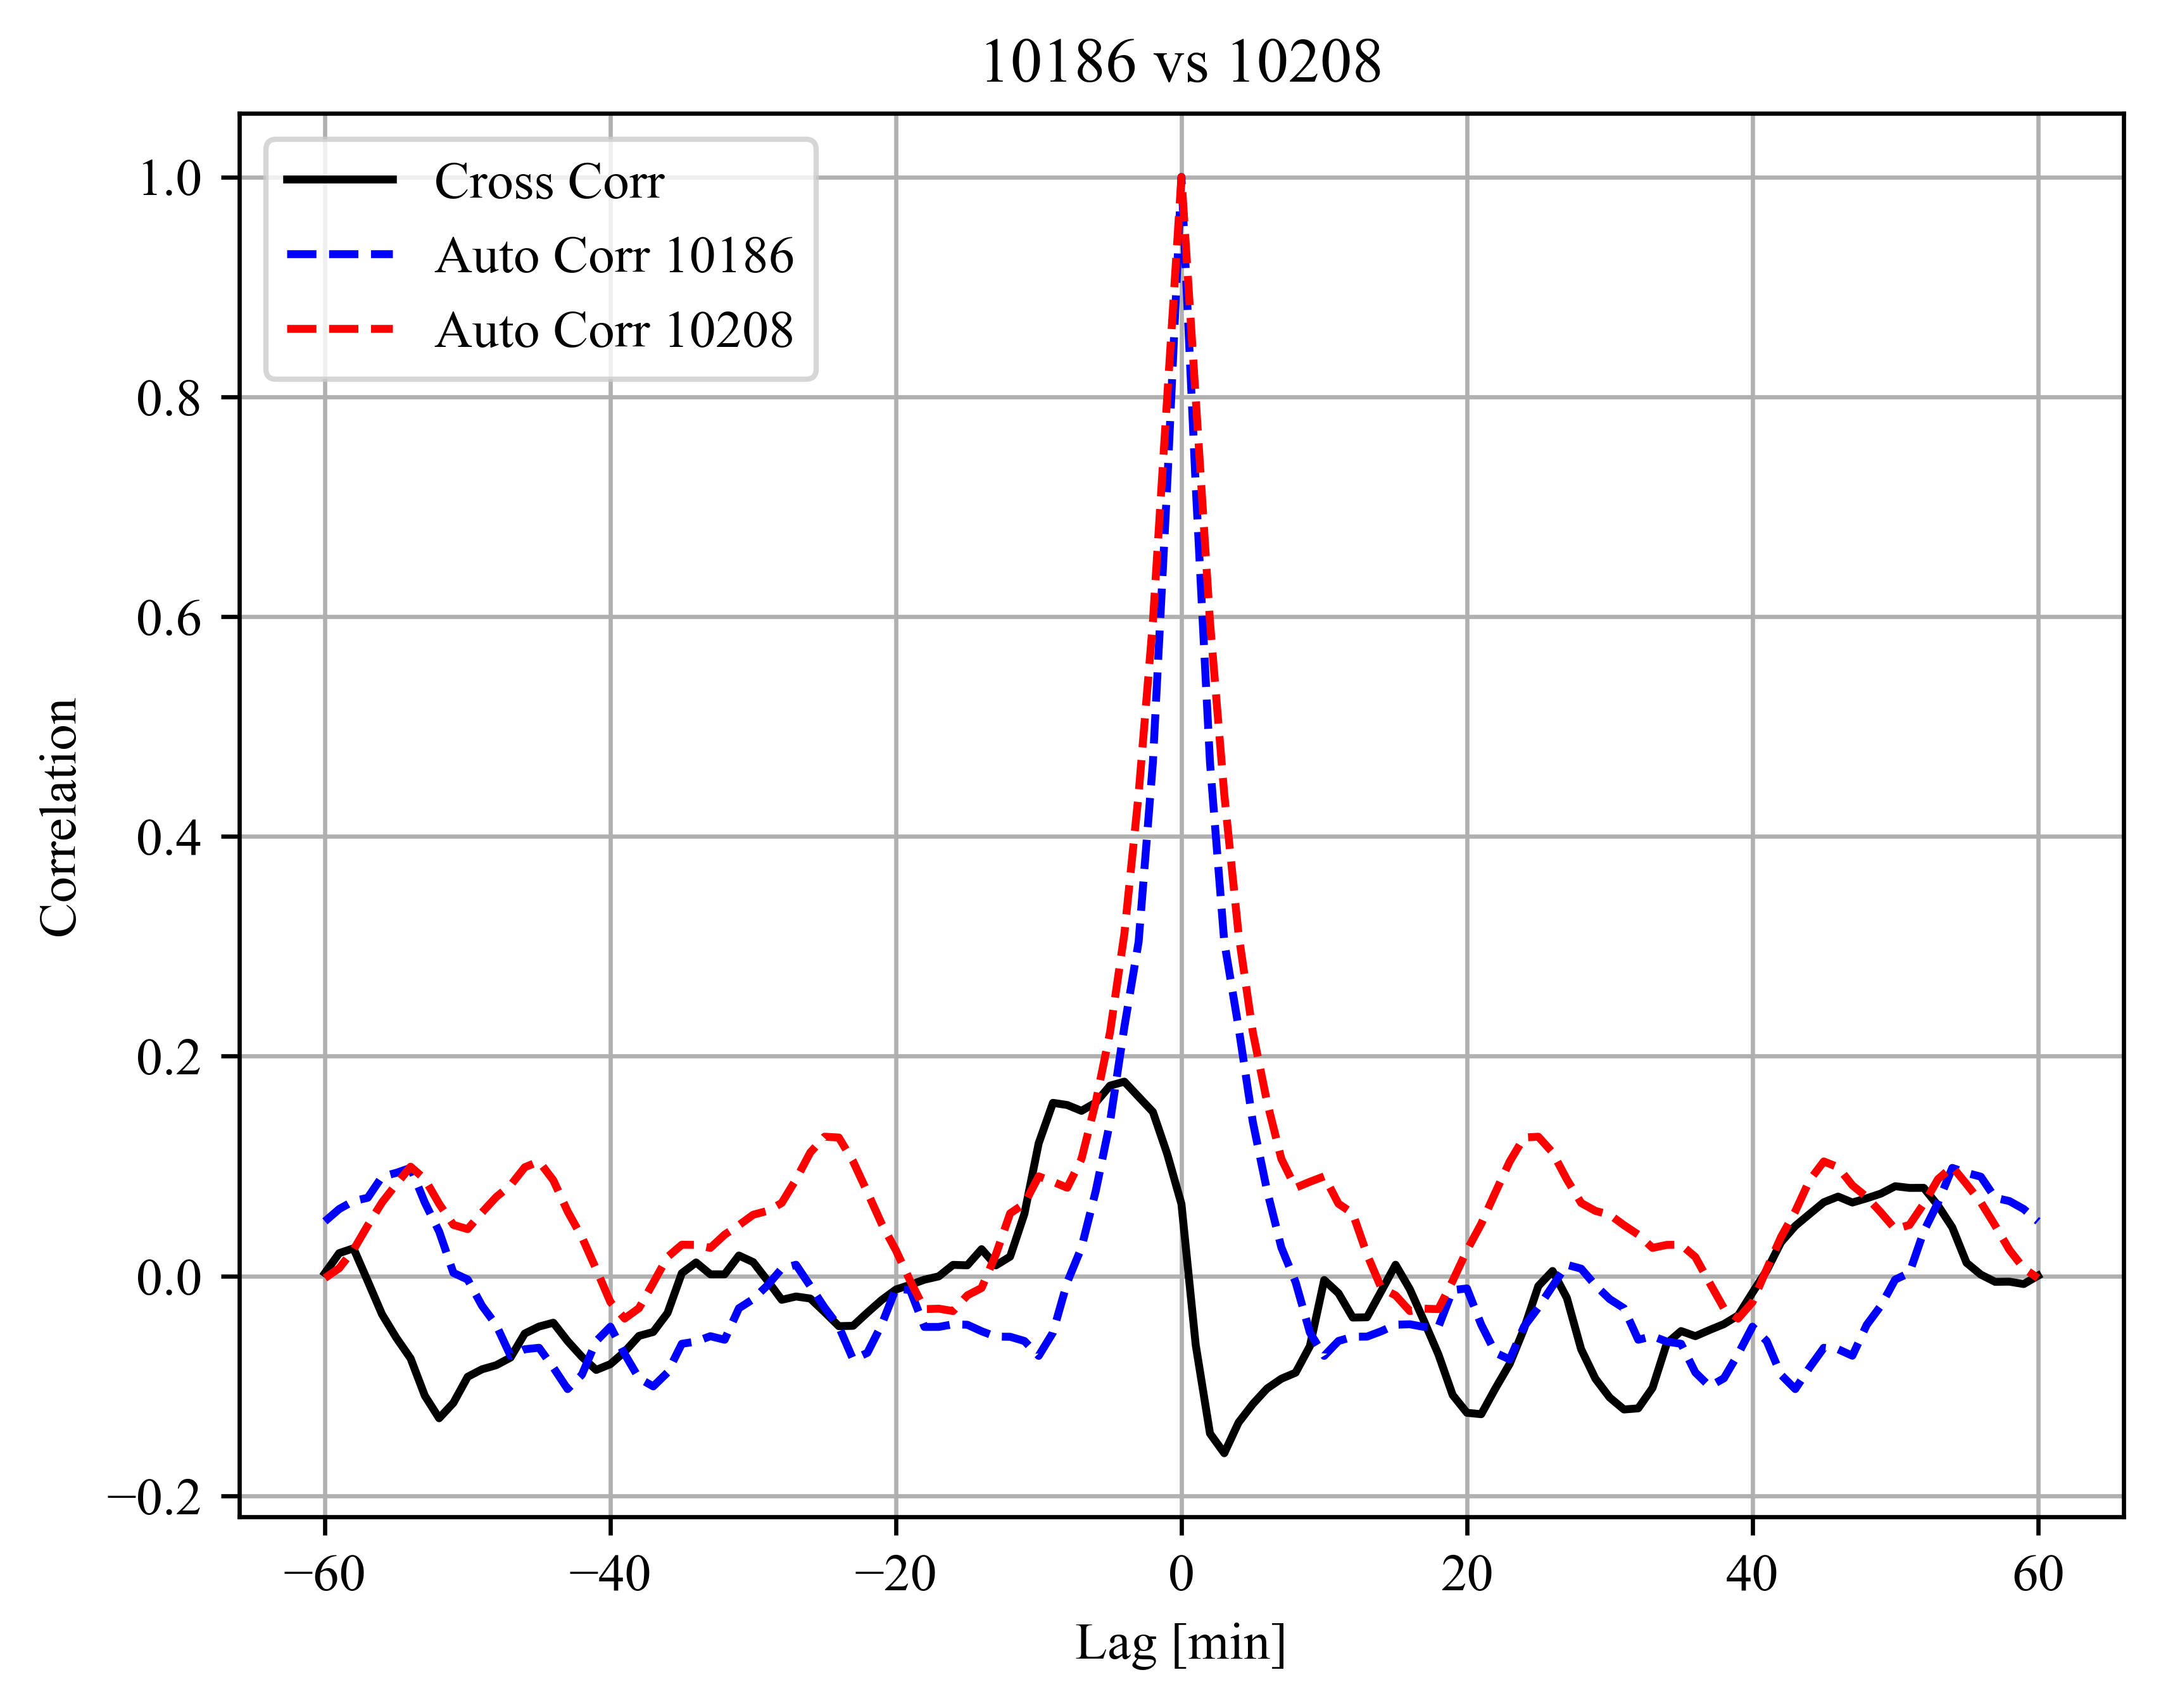 10186 vs 10208
Cross Corr
Auto Corr 10186
Auto Corr 10208
1.0
0.8
0.6
0.4
0.2
0.0
−0.2
Correlation
−60
−40
−20
0
20
40
60
Lag [min]